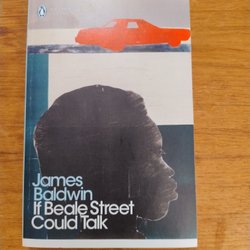 James
Baldwin
If Beale Street
Could Talk